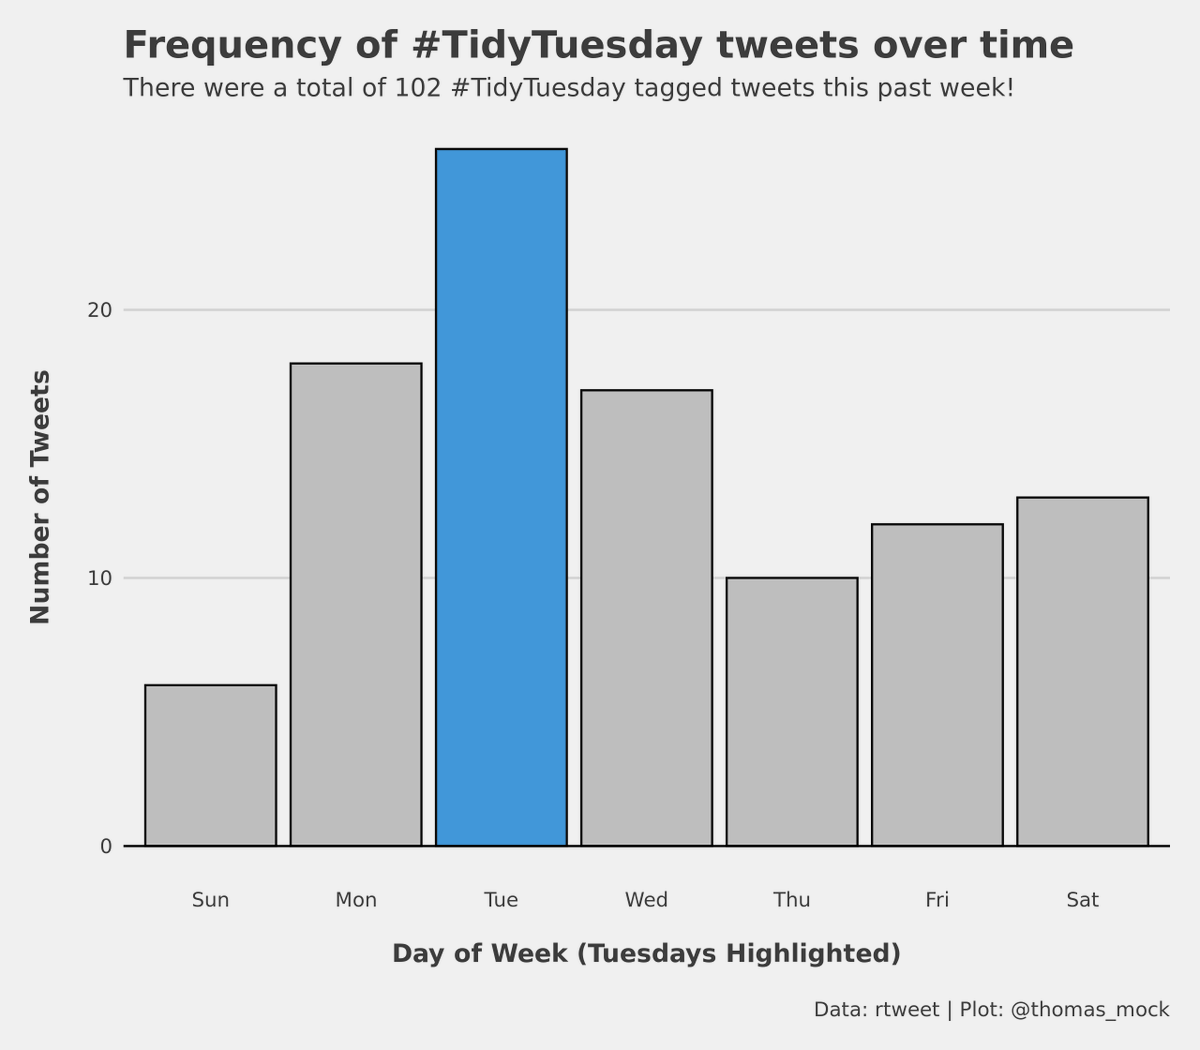 Frequency of #TidyTuesday tweets over time
There were a total of 102 #TidyTuesday tagged tweets this past week!
Number of Tweets
20
10
0
Sun Mon Tue Wed Thu Fri Sat
Day of Week (Tuesdays Highlighted)
Data: rtweet | Plot: @thomas_mock